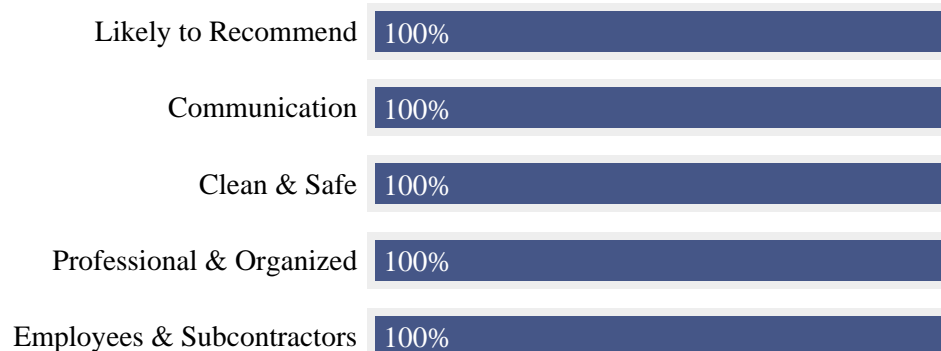 Likely to Recommend 100%
Communication 100%
Clean & Safe 100%
Professional & Organized 100%
Employees & Subcontractors 100%